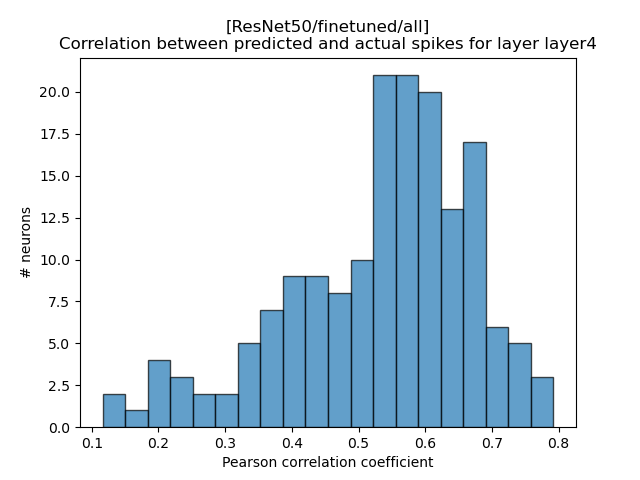 [ResNet50/finetuned/all]
Correlation between predicted and actual spikes for layer layer4
20.0
17.5
15.0
12.5
10.0
7.5
5.0
2.5
0.0
# neurons
0.1 0.2 0.3 0.4 0.5 0.6 0.7 0.8
Pearson correlation coefficient